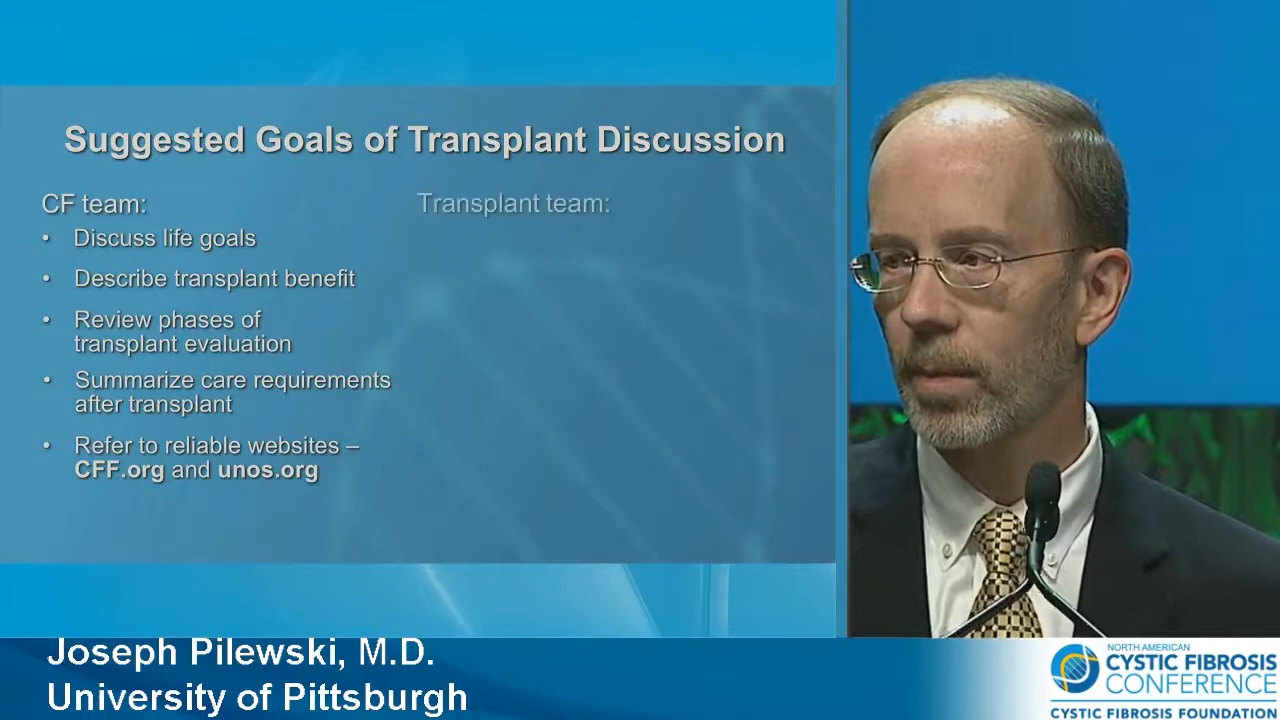 Suggested Goals of Transplant Discussion
CF team:
• Discuss life goals
• Describe transplant benefit
• Review phases of
transplant evaluation
• Summarize care requirements
after transplant
• Refer to reliable websites –
CFF.org and unos.org
Transplant team:
Joseph Pilewski, M.D.
University of Pittsburgh
NORTH AMERICAN
CYSTIC FIBROSIS
CONFERENCE
CYSTIC FIBROSIS FOUNDATION